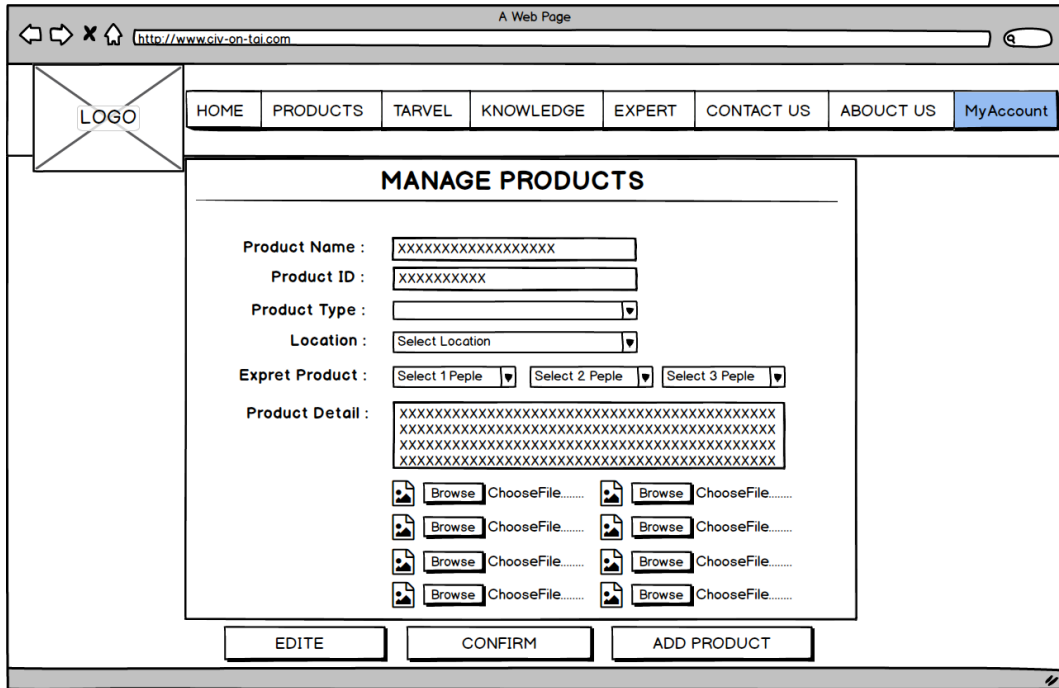 A Web Page
http://www.civ-on-tai.com
LOGO
HOME PRODUCTS TARVEL KNOWLEDGE EXPERT CONTACT US ABOUCT US MyAccount
MANAGE PRODUCTS
Product Name : XXXXXXXXXXXXXXXXXX
Product ID : XXXXXXXXXX
Product Type :
Location : Select Location
Expret Product : Select 1 Peple Select 2 Peple Select 3 Peple
Product Detail : XXXXXXXXXXXXXXXXXXXXXXXXXXXXXXXXXXXXXXXXXXX
XXXXXXXXXXXXXXXXXXXXXXXXXXXXXXXXXXXXXXXXXXX
XXXXXXXXXXXXXXXXXXXXXXXXXXXXXXXXXXXXXXXXXXX
XXXXXXXXXXXXXXXXXXXXXXXXXXXXXXXXXXXXXXXXXXX
Browse ChooseFile........ Browse ChooseFile........
Browse ChooseFile........ Browse ChooseFile........
Browse ChooseFile........ Browse ChooseFile........
Browse ChooseFile........ Browse ChooseFile........
EDITE CONFIRM ADD PRODUCT